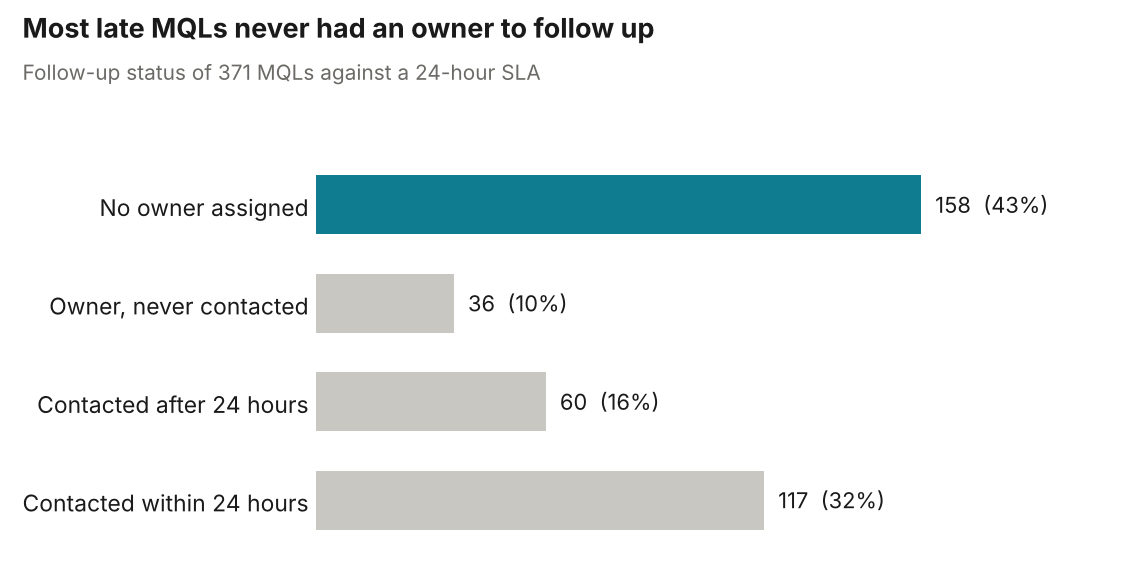 Most late MQLs never had an owner to follow up
Follow-up status of 371 MQLs against a 24-hour SLA
No owner assigned 158 (43%)
Owner, never contacted 36 (10%)
Contacted after 24 hours 60 (16%)
Contacted within 24 hours 117 (32%)